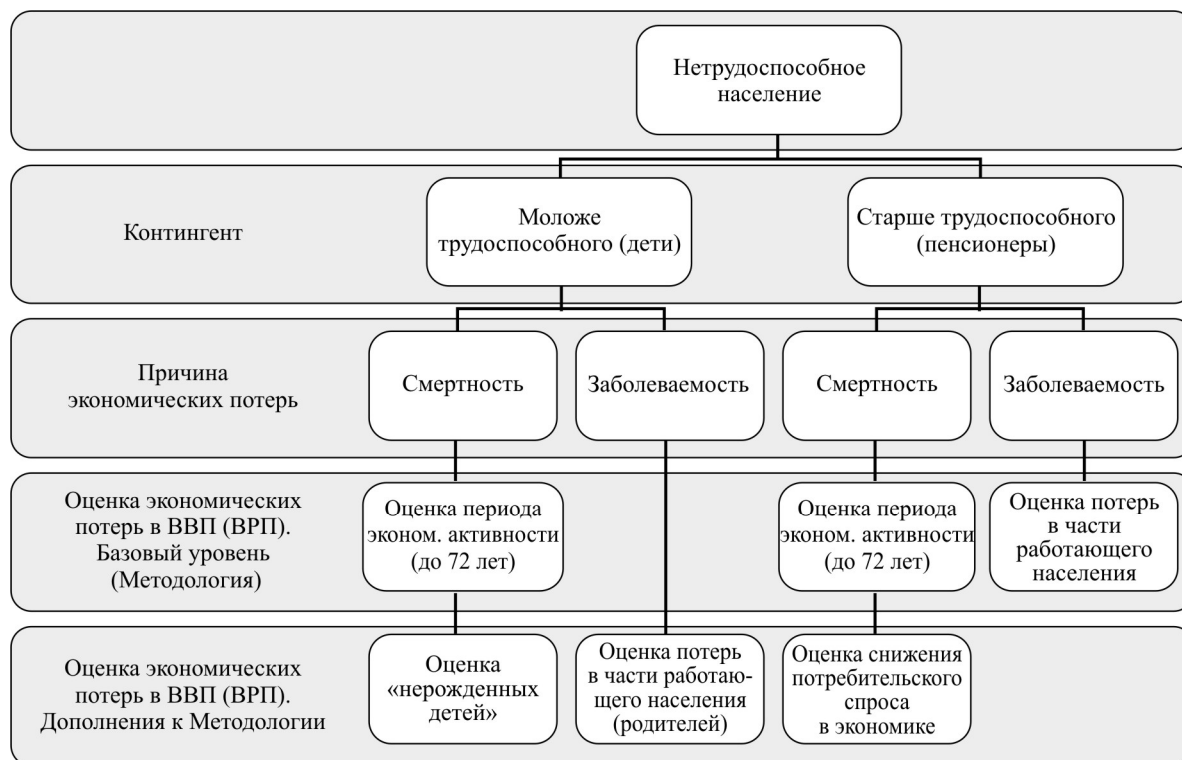 Нетрудоспособное
население
Контингент
Моложе
трудоспособного (дети)
Старше трудоспособного
(пенсионеры)
Причина
экономических потерь
Смертность
Заболеваемость
Смертность
Заболеваемость
Оценка экономических
потерь в ВВП (ВРП).
Базовый уровень
(Методология)
Оценка периода
эконом. активности
(до 72 лет)
Оценка периода
эконом. активности
(до 72 лет)
Оценка потерь
в части
работающего
населения
Оценка экономических
потерь в ВВП (ВРП).
Дополнения к Методологии
Оценка
«нерожденных
детей»
Оценка потерь
в части работаю-
щего населения
(родителей)
Оценка снижения
потребительского
спроса
в экономике